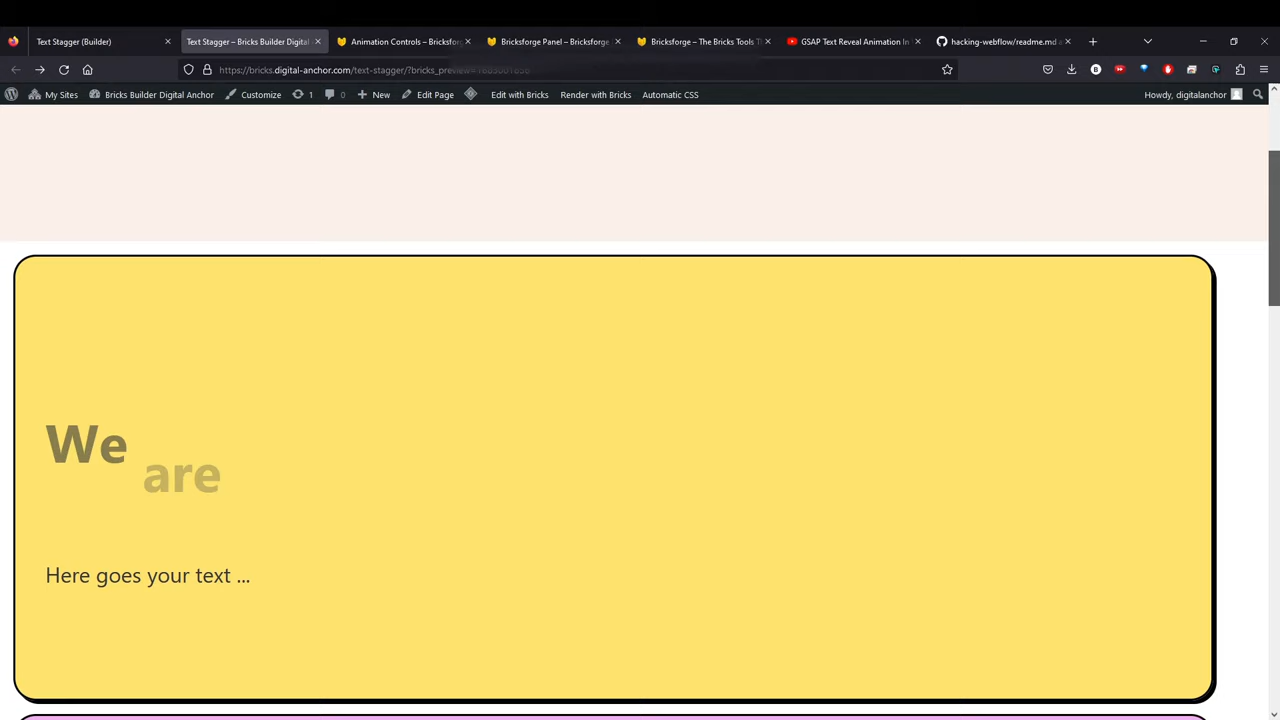 Text Stagger (Builder)
Text Stagger – Bricks Builder Digital
Animation Controls – Bricksforg
Bricksforge Panel – Bricksforge
Bricksforge – The Bricks Tools T
GSAP Text Reveal Animation In
hacking-webflow/readme.md a
https://bricks.digital-anchor.com/text-stagger/?bricks_preview=
My Sites
Bricks Builder Digital Anchor
Customize
1
0
New
Edit Page
Edit with Bricks
Render with Bricks
Automatic CSS
Howdy, digitalanchor
We
are
Here goes your text ...